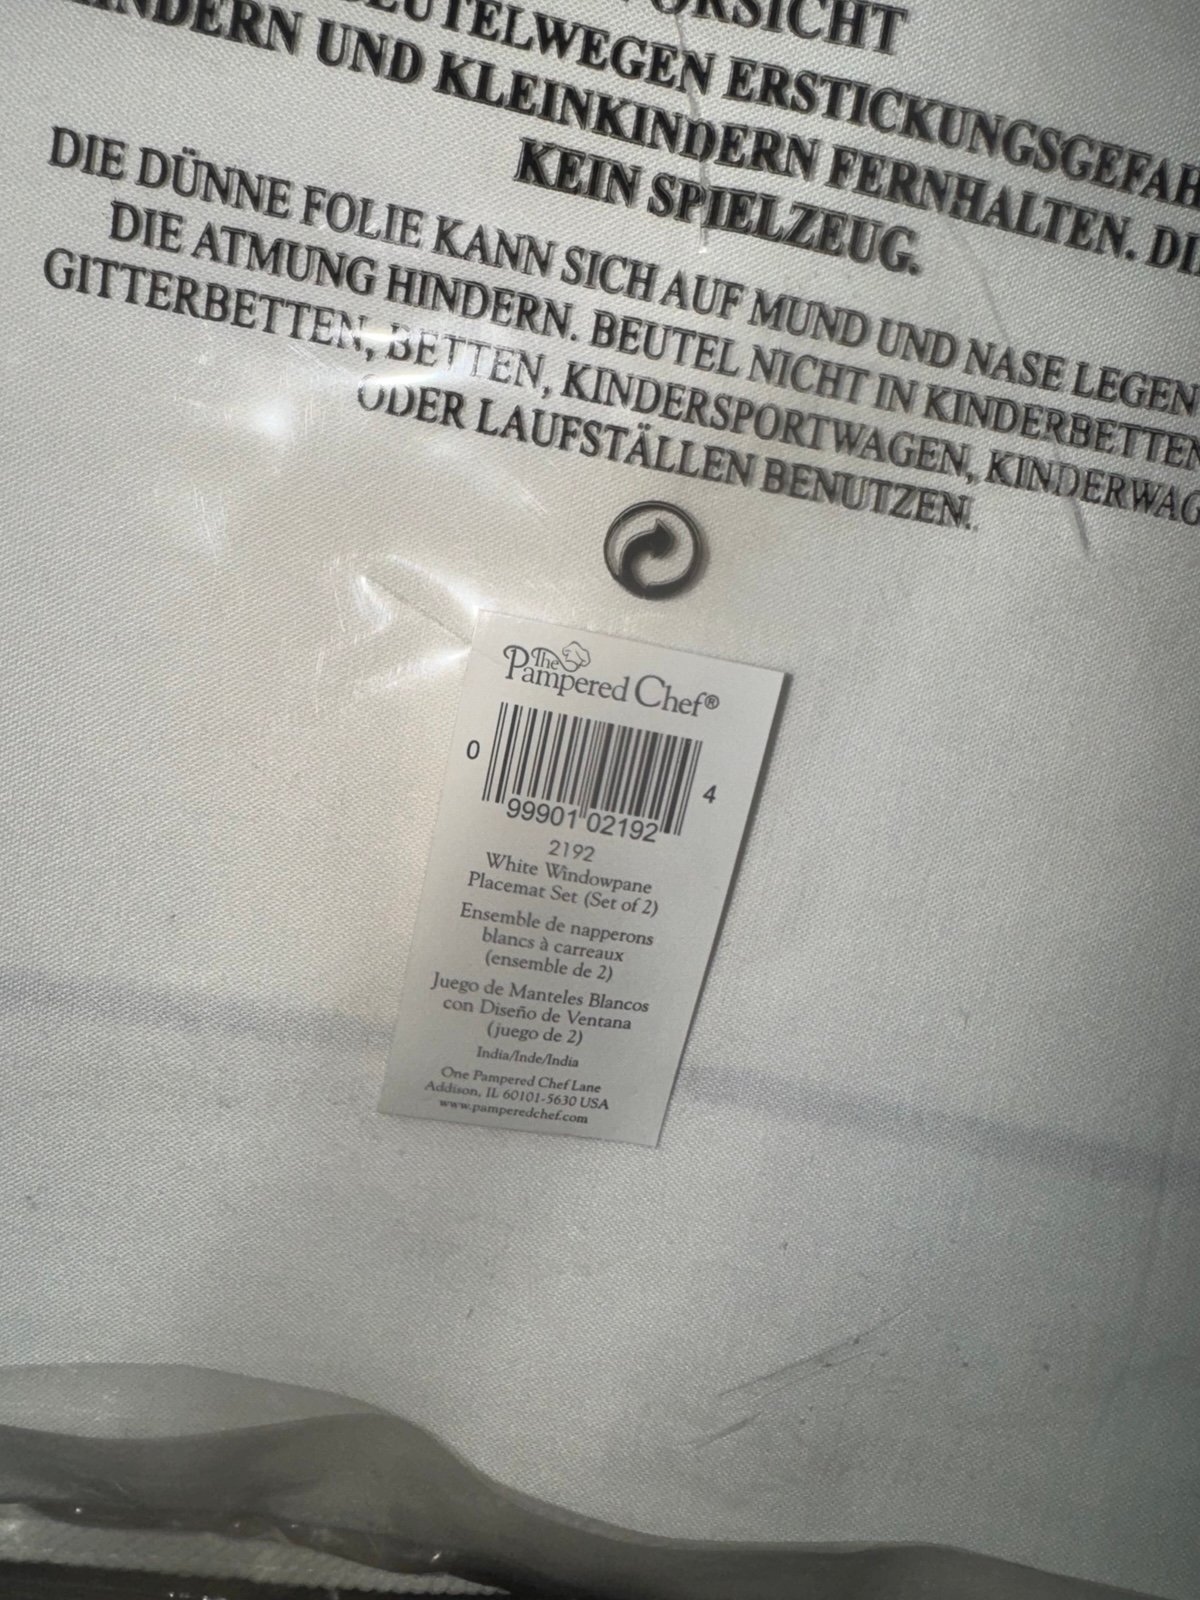 VORSICHT
BEUTELWEGEN ERSTICKUNGSGEFAH
KINDERN UND KLEINKINDERN FERNHALTEN. DI
KEIN SPIELZEUG.
DIE DÜNNE FOLIE KANN SICH AUF MUND UND NASE LEGEN
DIE ATMUNG HINDERN. BEUTEL NICHT IN KINDERBETTEN
GITTERBETTEN, BETTEN, KINDERSPORTWAGEN, KINDERWAG
ODER LAUFSTÄLLEN BENUTZEN.
The
Pampered Chef®
0 99901 02192 4
2192
White Windowpane
Placemat Set (Set of 2)
Ensemble de napperons
blancs à carreaux
(ensemble de 2)
Juego de Manteles Blancos
con Diseño de Ventana
(juego de 2)
India/Inde/India
One Pampered Chef Lane
Addison, IL 60101-5630 USA
www.pamperedchef.com